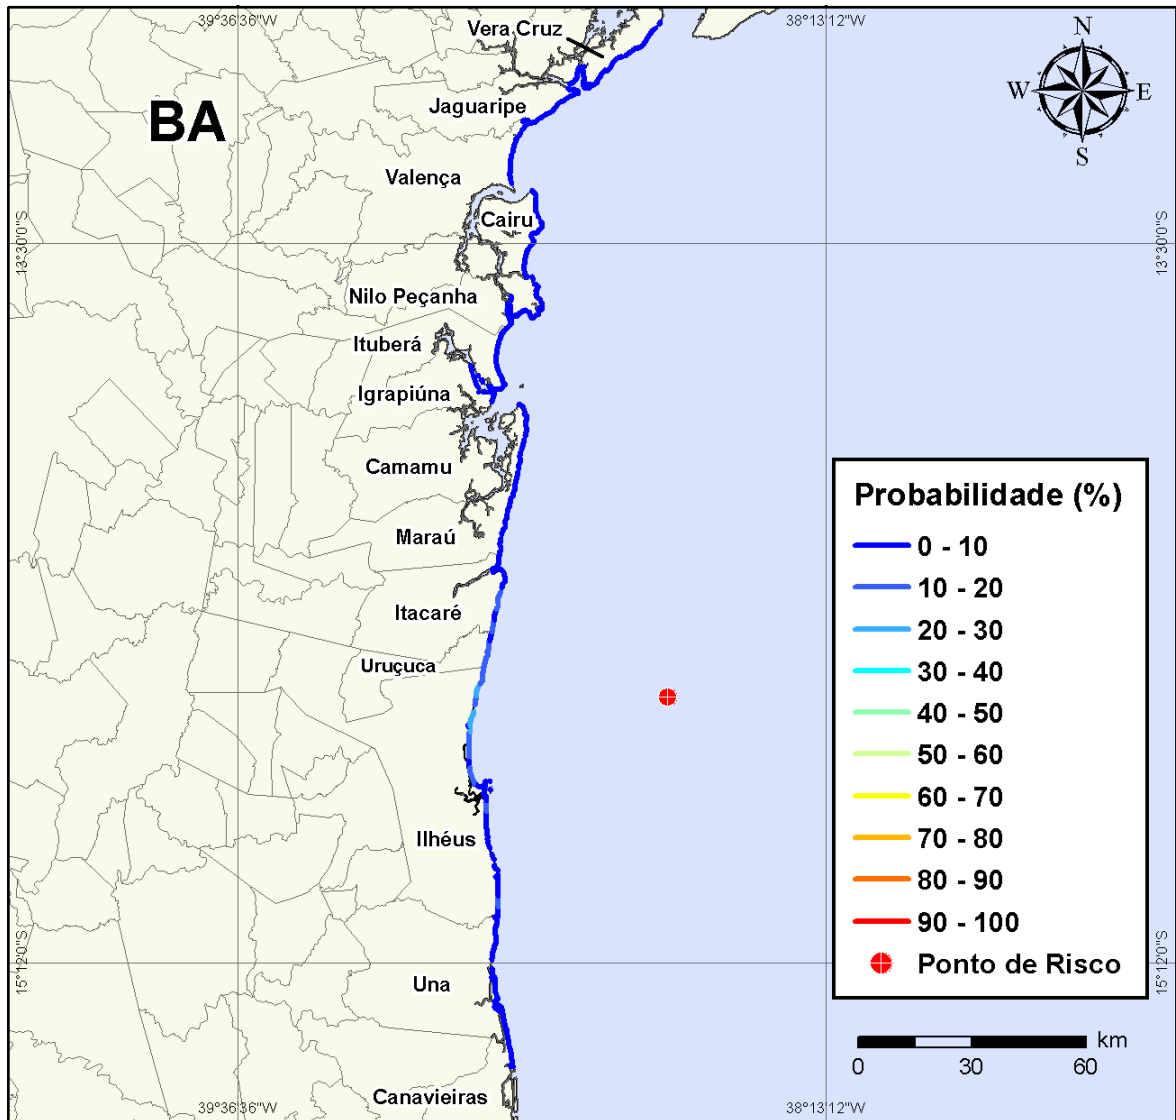 39°36'36"W
38°13'12"W
Vera Cruz
N
W
E
S
BA
Jaguaripe
Valença
Cairu
13°30'0"S
13°30'0"S
Nilo Peçanha
Ituberá
Igrapiúna
Camamu
Maraú
Itacaré
Uruçuca
Ilhéus
Una
Canavieiras
15°12'0"S
15°12'0"S
Probabilidade (%)
0 - 10
10 - 20
20 - 30
30 - 40
40 - 50
50 - 60
60 - 70
70 - 80
80 - 90
90 - 100
Ponto de Risco
km
0 30 60
39°36'36"W
38°13'12"W